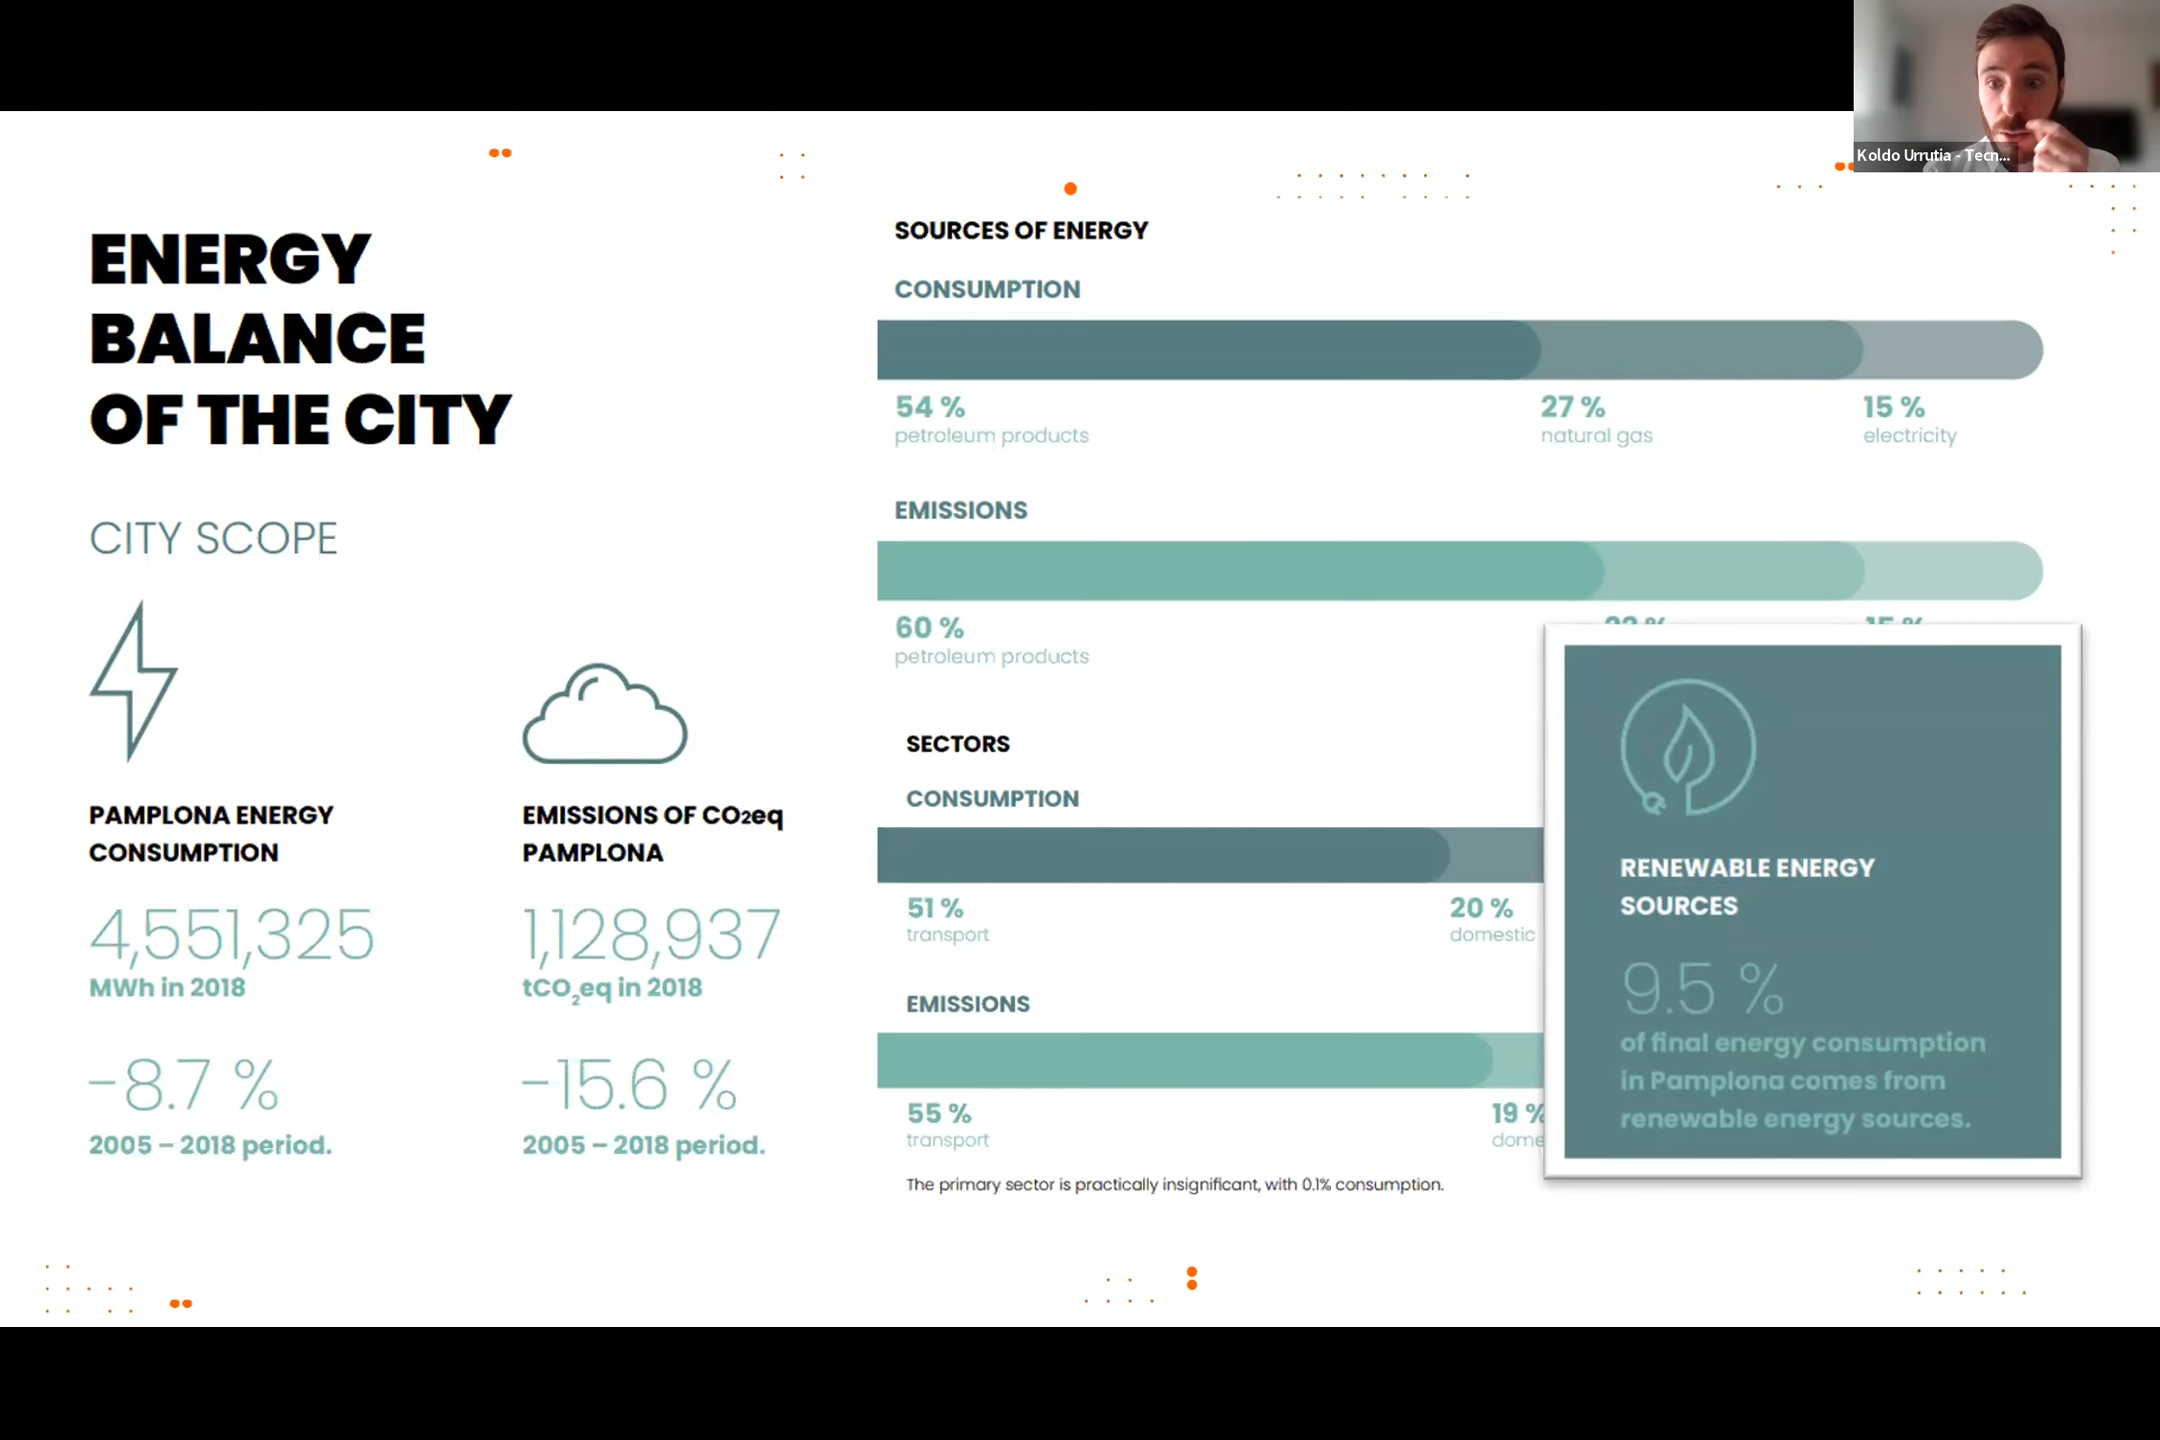 Koldo Urrutia - Tecn...
ENERGY
BALANCE
OF THE CITY
CITY SCOPE
PAMPLONA ENERGY
CONSUMPTION
4,551,325
MWh in 2018
-8.7 %
2005 – 2018 period.
EMISSIONS OF CO2eq
PAMPLONA
1,128,937
tCO₂eq in 2018
-15.6 %
2005 – 2018 period.
SOURCES OF ENERGY
CONSUMPTION
54 %
petroleum products
27 %
natural gas
15 %
electricity
EMISSIONS
60 %
petroleum products
SECTORS
CONSUMPTION
51 %
transport
20 %
domestic
EMISSIONS
55 %
transport
19 %
dome
The primary sector is practically insignificant, with 0.1% consumption.
RENEWABLE ENERGY
SOURCES
9.5 %
of final energy consumption
in Pamplona comes from
renewable energy sources.